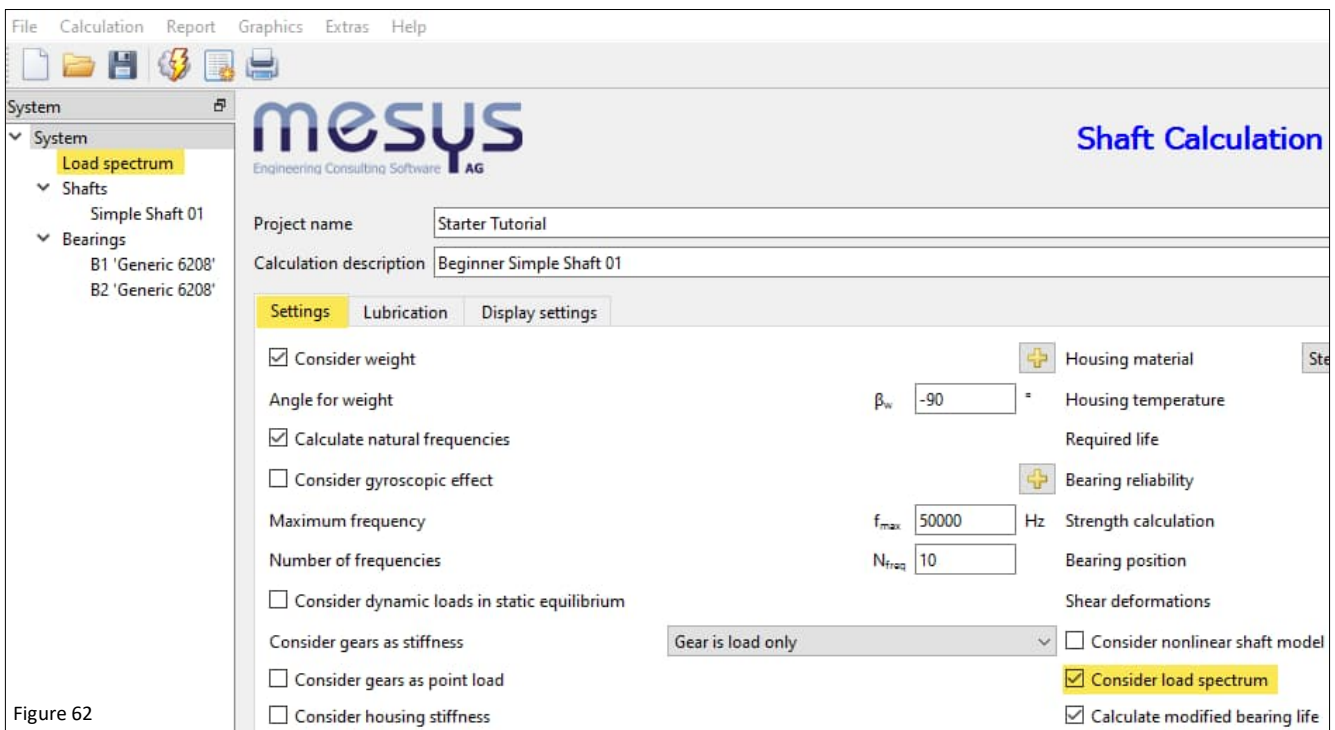 File Calculation Report Graphics Extras Help
System
System
Load spectrum
Shafts
Simple Shaft 01
Bearings
B1 'Generic 6208'
B2 'Generic 6208'
mesys
Engineering Consulting Software AG
Shaft Calculation
Project name Starter Tutorial
Calculation description Beginner Simple Shaft 01
Settings Lubrication Display settings
Consider weight Housing material Ste
Angle for weight βw -90 ° Housing temperature
Calculate natural frequencies Required life
Consider gyroscopic effect Bearing reliability
Maximum frequency fmax 50000 Hz Strength calculation
Number of frequencies Nfreq 10 Bearing position
Consider dynamic loads in static equilibrium Shear deformations
Consider gears as stiffness Gear is load only Consider nonlinear shaft model
Consider gears as point load Consider load spectrum
Consider housing stiffness Calculate modified bearing life
Figure 62